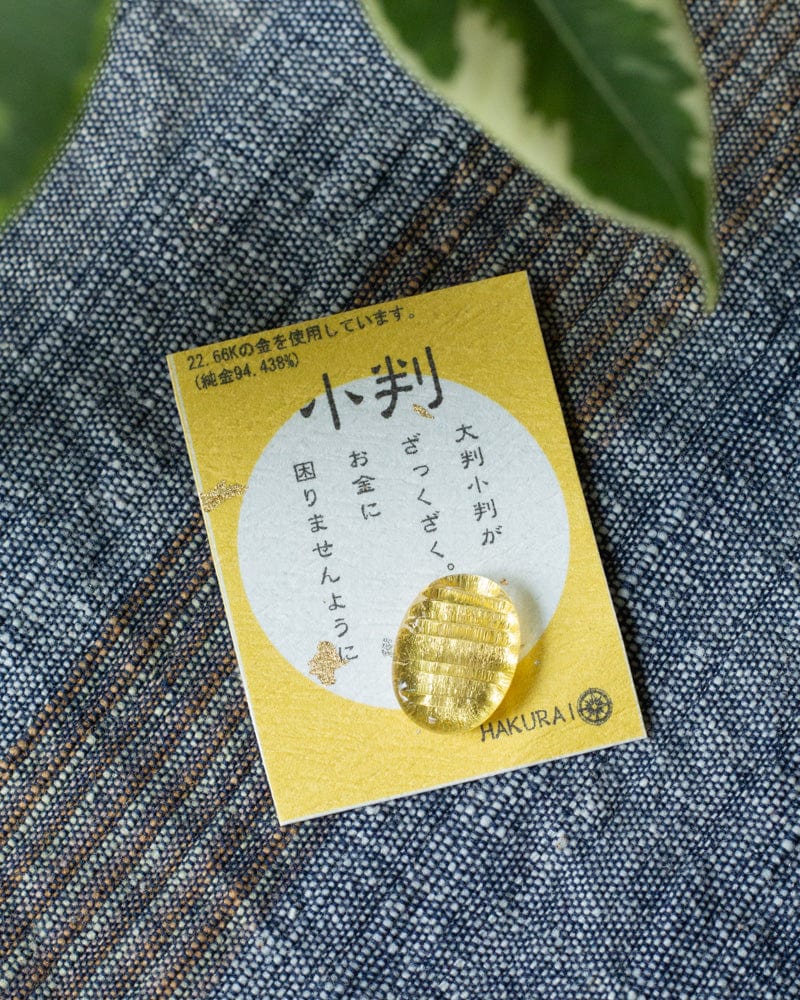 22.66Kの金を使用しています。
(純金94.438%)
小判
大判小判が
ざっくざく。
お金に
困りませんように
HAKURAI